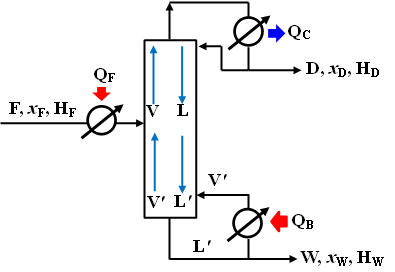 Q_C
D, x_D, H_D
Q_F
F, x_F, H_F
V L
V′ L′
V′
Q_B
L′
W, x_W, H_W